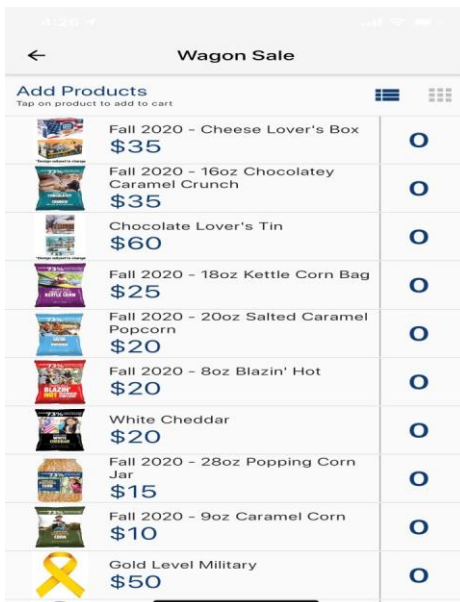 4:26
Wagon Sale
Add Products
Tap on product to add to cart
Fall 2020 - Cheese Lover's Box
$35
0
Fall 2020 - 16oz Chocolatey
Caramel Crunch
$35
0
Chocolate Lover's Tin
$60
0
Fall 2020 - 18oz Kettle Corn Bag
$25
0
Fall 2020 - 20oz Salted Caramel
Popcorn
$20
0
Fall 2020 - 8oz Blazin' Hot
$20
0
White Cheddar
$20
0
Fall 2020 - 28oz Popping Corn
Jar
$15
0
Fall 2020 - 9oz Caramel Corn
$10
0
Gold Level Military
$50
0